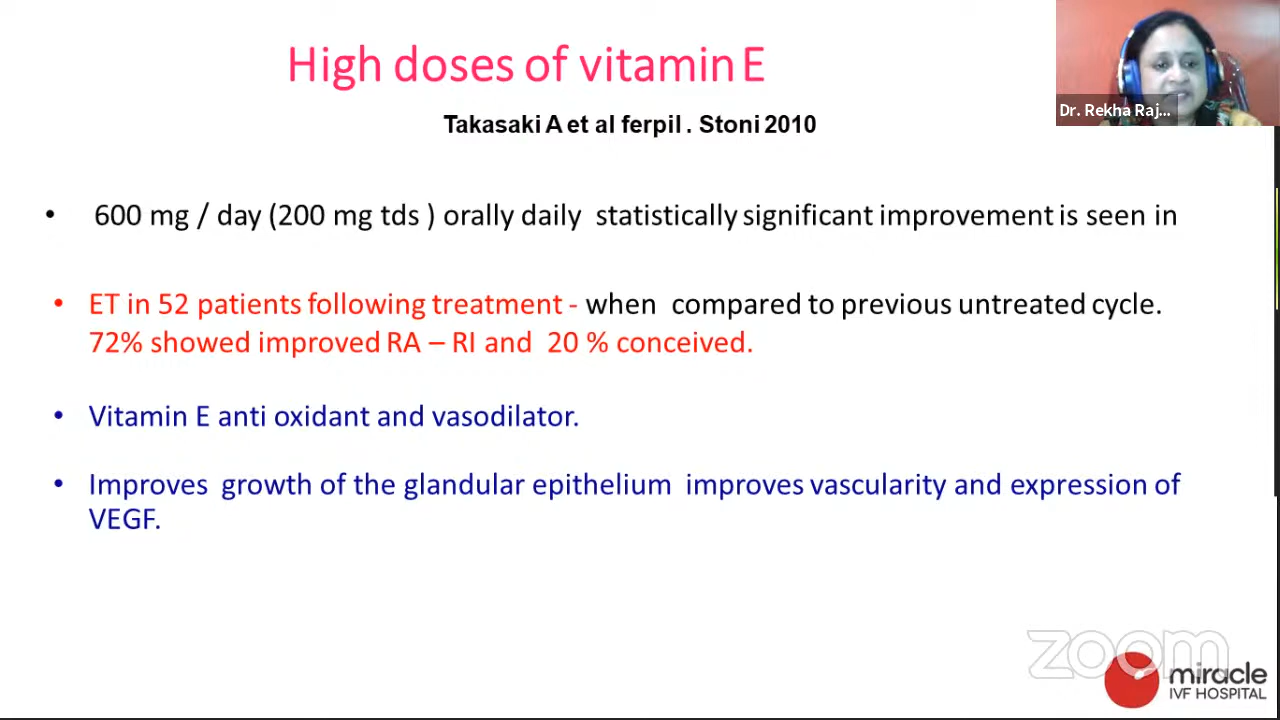 High doses of vitamin E
Dr. Rekha Raj...
Takasaki A et al ferpil . Stoni 2010
• 600 mg / day (200 mg tds ) orally daily statistically significant improvement is seen in
• ET in 52 patients following treatment - when compared to previous untreated cycle.
72% showed improved RA – RI and 20 % conceived.
• Vitamin E anti oxidant and vasodilator.
• Improves growth of the glandular epithelium improves vascularity and expression of
VEGF.
zoom
miracle
IVF HOSPITAL